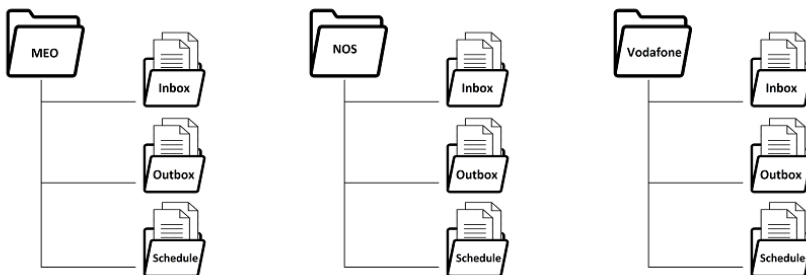 MEO
NOS
Vodafone
Inbox
Inbox
Inbox
Outbox
Outbox
Outbox
Schedule
Schedule
Schedule